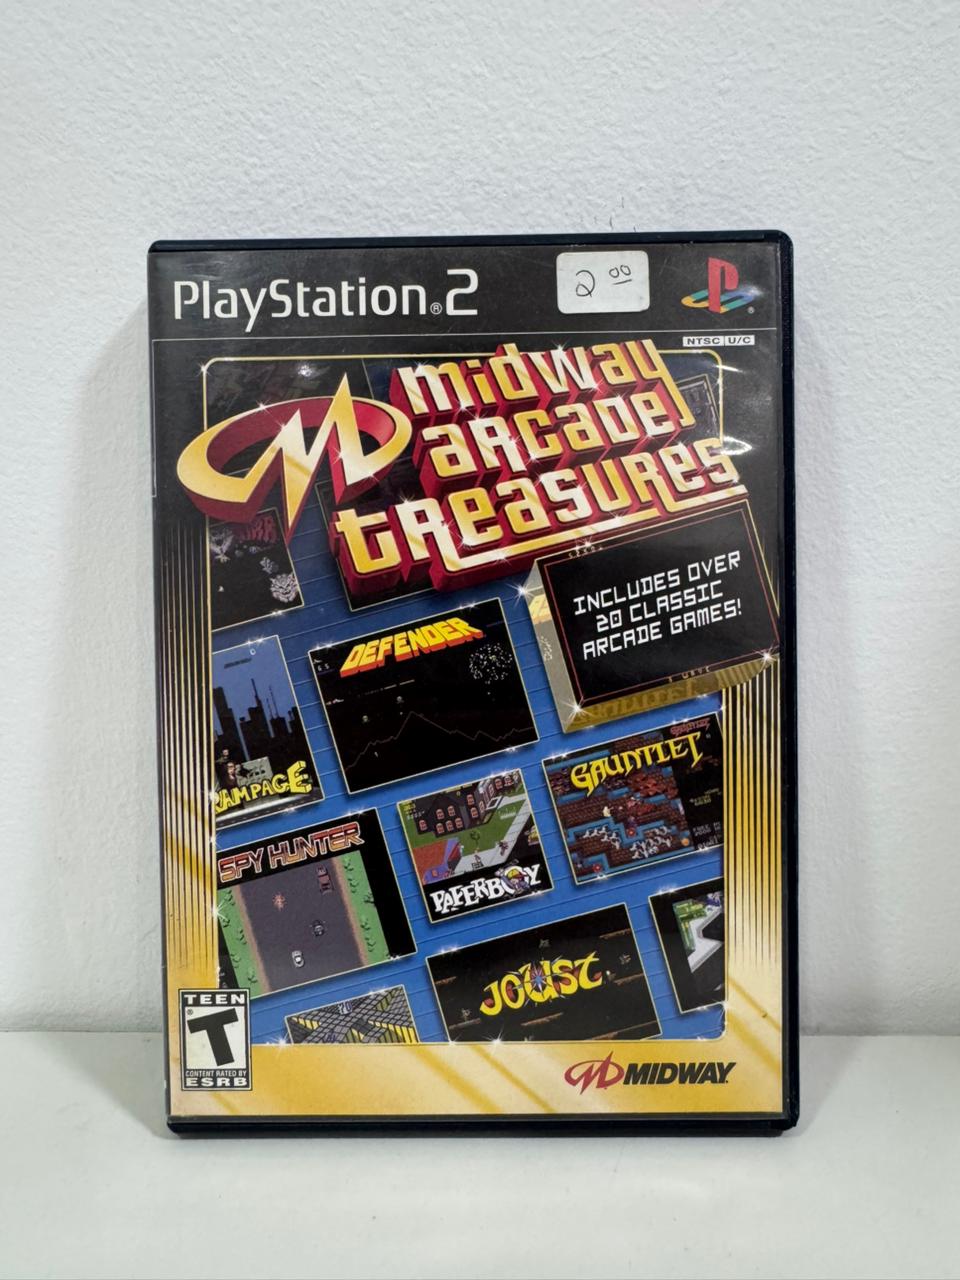 PlayStation®2
2 00
NTSC U/C
midway
arcade
treasures
INCLUDES OVER
20 CLASSIC
ARCADE GAMES!
DEFENDER
RAMPAGE
GAUNTLET
SPY HUNTER
PAPERBOY
JOUST
TEEN
T
CONTENT RATED BY
ESRB
MIDWAY